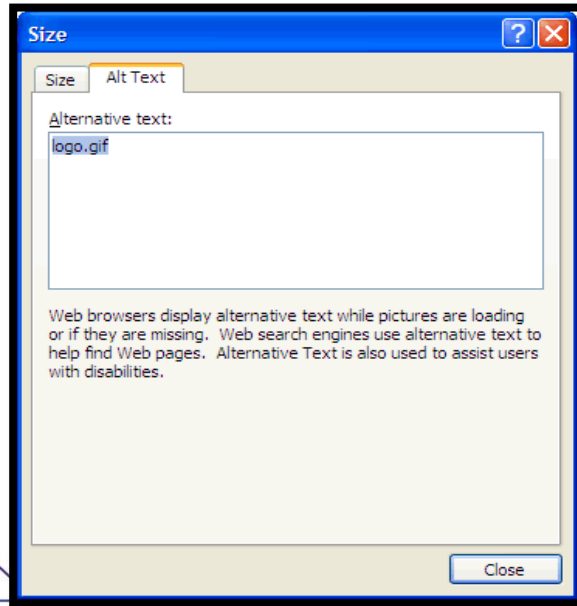 Size
?
Size
Alt Text
Alternative text:
logo.gif
Web browsers display alternative text while pictures are loading
or if they are missing. Web search engines use alternative text to
help find Web pages. Alternative Text is also used to assist users
with disabilities.
Close